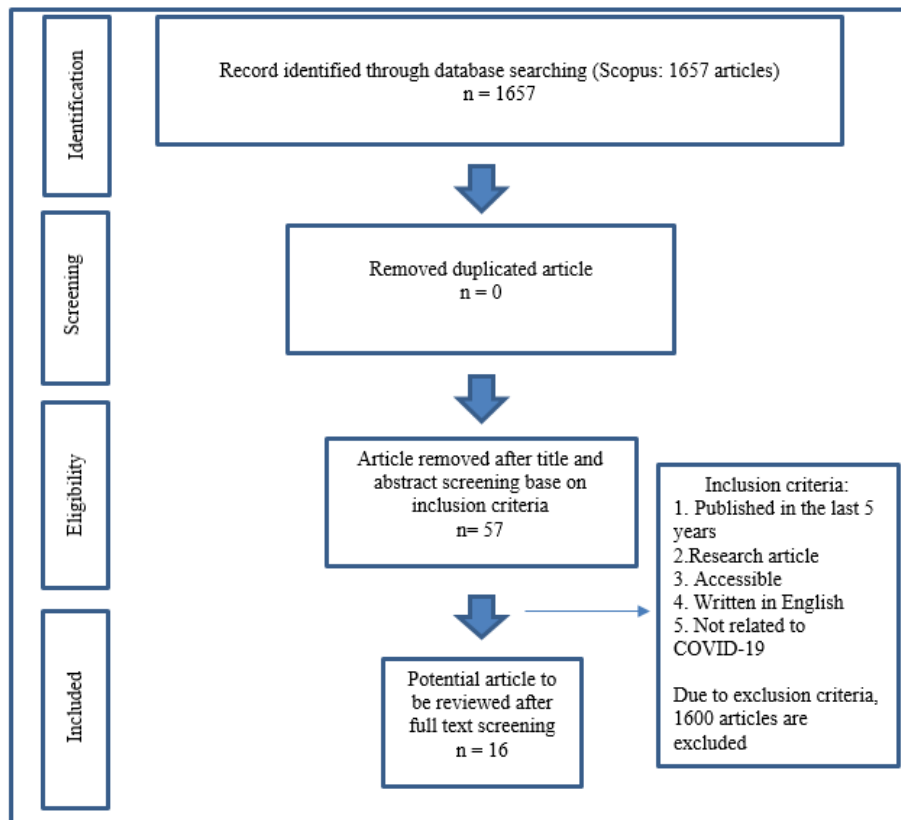 Identification
Record identified through database searching (Scopus: 1657 articles)
n = 1657
Screening
Removed duplicated article
n = 0
Eligibility
Article removed after title and
abstract screening base on
inclusion criteria
n= 57
Inclusion criteria:
1. Published in the last 5
years
2.Research article
3. Accessible
4. Written in English
5. Not related to
COVID-19
Due to exclusion criteria,
1600 articles are
excluded
Included
Potential article to
be reviewed after
full text screening
n = 16